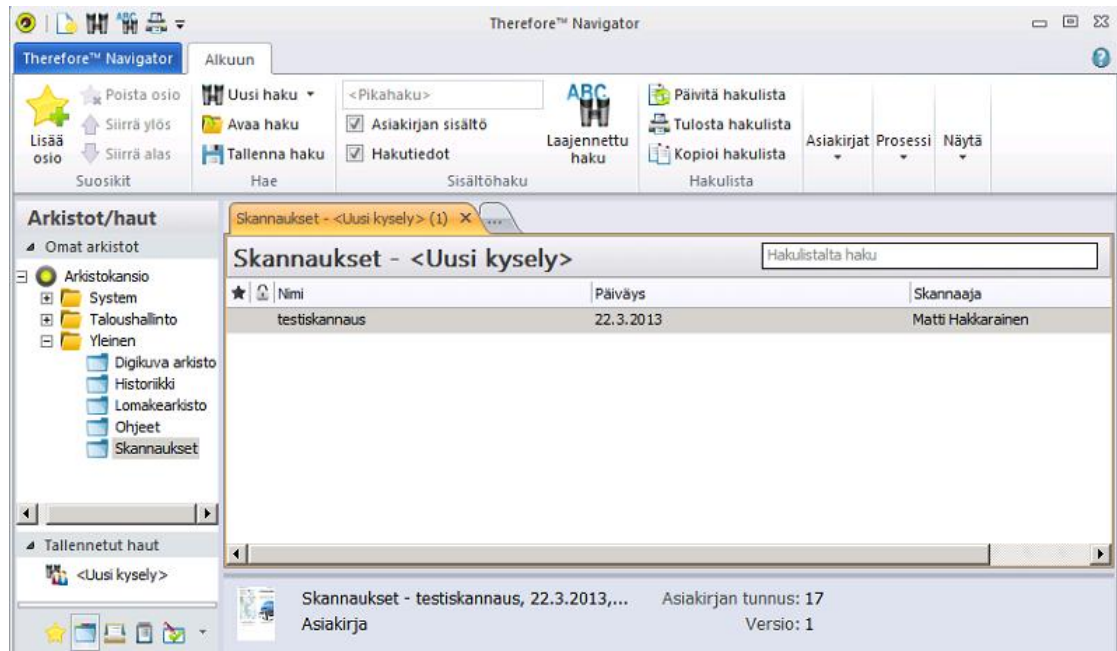 Therefore™ Navigator
Therefore™ Navigator
Alkuun
Lisää osio
Poista osio
Siirrä ylös
Siirrä alas
Suosikit
Uusi haku
Avaa haku
Tallenna haku
Hae
<Pikahaku>
Asiakirjan sisältö
Hakutiedot
ABC
Laajennettu haku
Sisältöhaku
Päivitä hakulista
Tulosta hakulista
Kopioi hakulista
Hakulista
Asiakirjat
Prosessi
Näytä
Arkistot/haut
Omat arkistot
Arkistokansio
System
Taloushallinto
Yleinen
Digikuva arkisto
Historiikki
Lomakearkisto
Ohjeet
Skannaukset
Tallennetut haut
<Uusi kysely>
Skannaukset - <Uusi kysely> (1)
...
Skannaukset - <Uusi kysely>
Hakulistalta haku
Nimi Päiväys Skannaaja
testiskannaus 22.3.2013 Matti Hakkarainen
Skannaukset - testiskannaus, 22.3.2013,...
Asiakirja
Asiakirjan tunnus: 17
Versio: 1